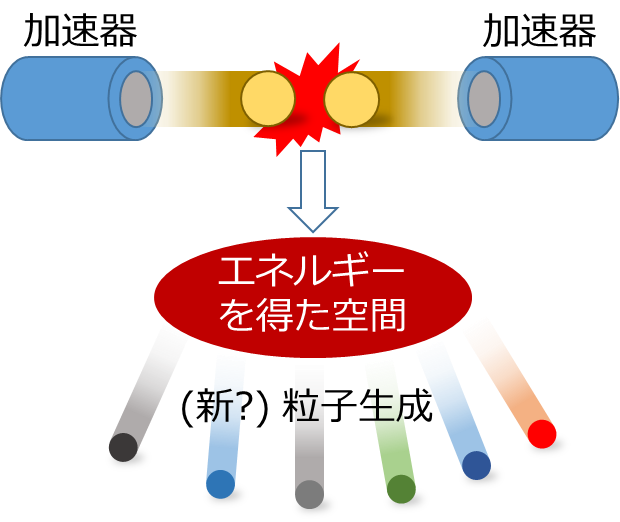 加速器
加速器
エネルギー
を得た空間
(新?) 粒子生成